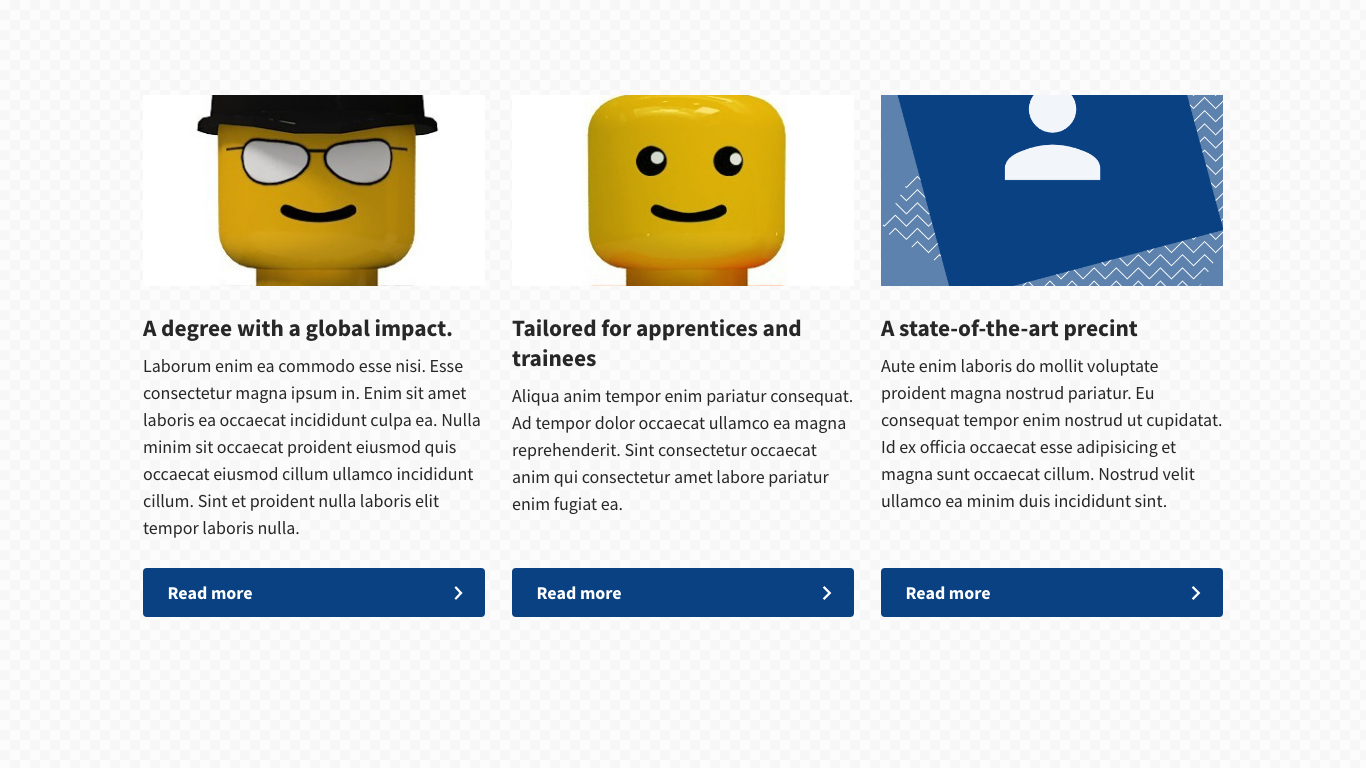 A degree with a global impact.
Laborum enim ea commodo esse nisi. Esse
consectetur magna ipsum in. Enim sit amet
laboris ea occaecat incididunt culpa ea. Nulla
minim sit occaecat proident eiusmod quis
occaecat eiusmod cillum ullamco incididunt
cillum. Sint et proident nulla laboris elit
tempor laboris nulla.
Read more
Tailored for apprentices and
trainees
Aliqua anim tempor enim pariatur consequat.
Ad tempor dolor occaecat ullamco ea magna
reprehenderit. Sint consectetur occaecat
anim qui consectetur amet labore pariatur
enim fugiat ea.
Read more
A state-of-the-art precint
Aute enim laboris do mollit voluptate
proident magna nostrud pariatur. Eu
consequat tempor enim nostrud ut cupidatat.
Id ex officia occaecat esse adipisicing et
magna sunt occaecat cillum. Nostrud velit
ullamco ea minim duis incididunt sint.
Read more